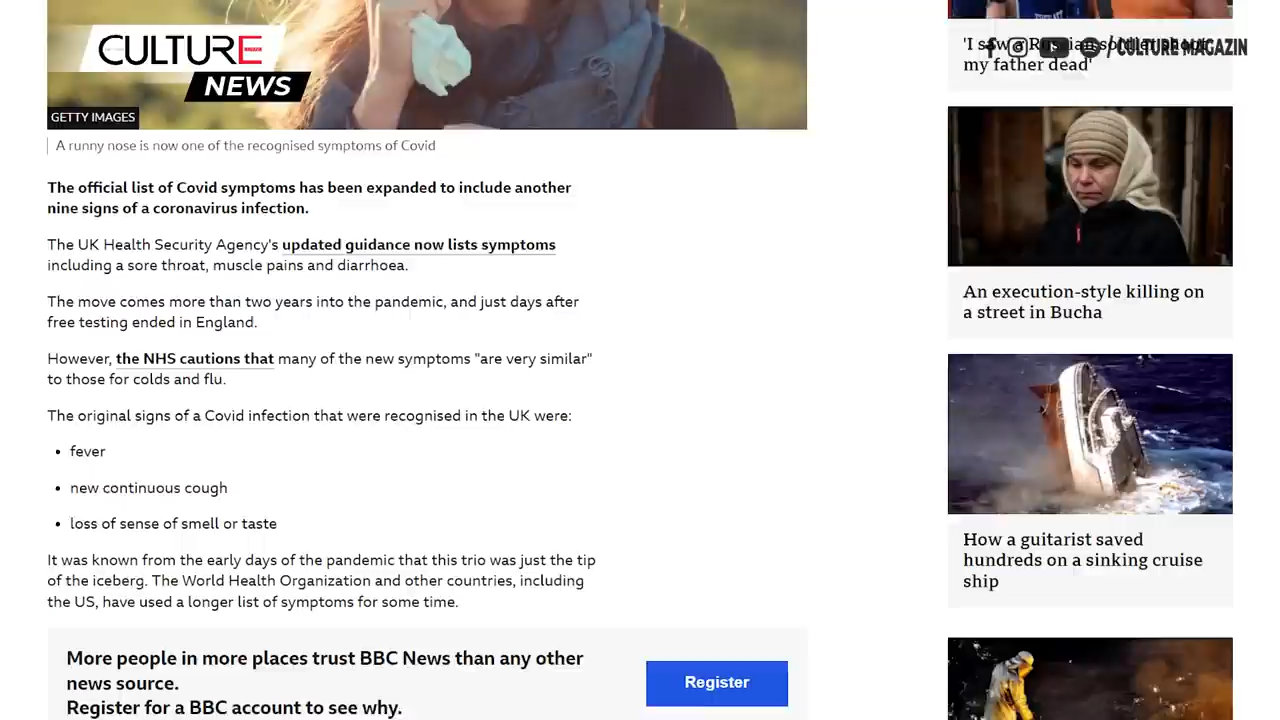 CULTURE
NEWS
GETTY IMAGES
A runny nose is now one of the recognised symptoms of Covid
The official list of Covid symptoms has been expanded to include another
nine signs of a coronavirus infection.
The UK Health Security Agency's updated guidance now lists symptoms
including a sore throat, muscle pains and diarrhoea.
The move comes more than two years into the pandemic, and just days after
free testing ended in England.
However, the NHS cautions that many of the new symptoms "are very similar"
to those for colds and flu.
The original signs of a Covid infection that were recognised in the UK were:
• fever
• new continuous cough
• loss of sense of smell or taste
It was known from the early days of the pandemic that this trio was just the tip
of the iceberg. The World Health Organization and other countries, including
the US, have used a longer list of symptoms for some time.
More people in more places trust BBC News than any other
news source.
Register for a BBC account to see why.
Register
/ CULTURE MAGAZIN
'I saw a Russian soldier shoot
my father dead'
An execution-style killing on
a street in Bucha
How a guitarist saved
hundreds on a sinking cruise
ship